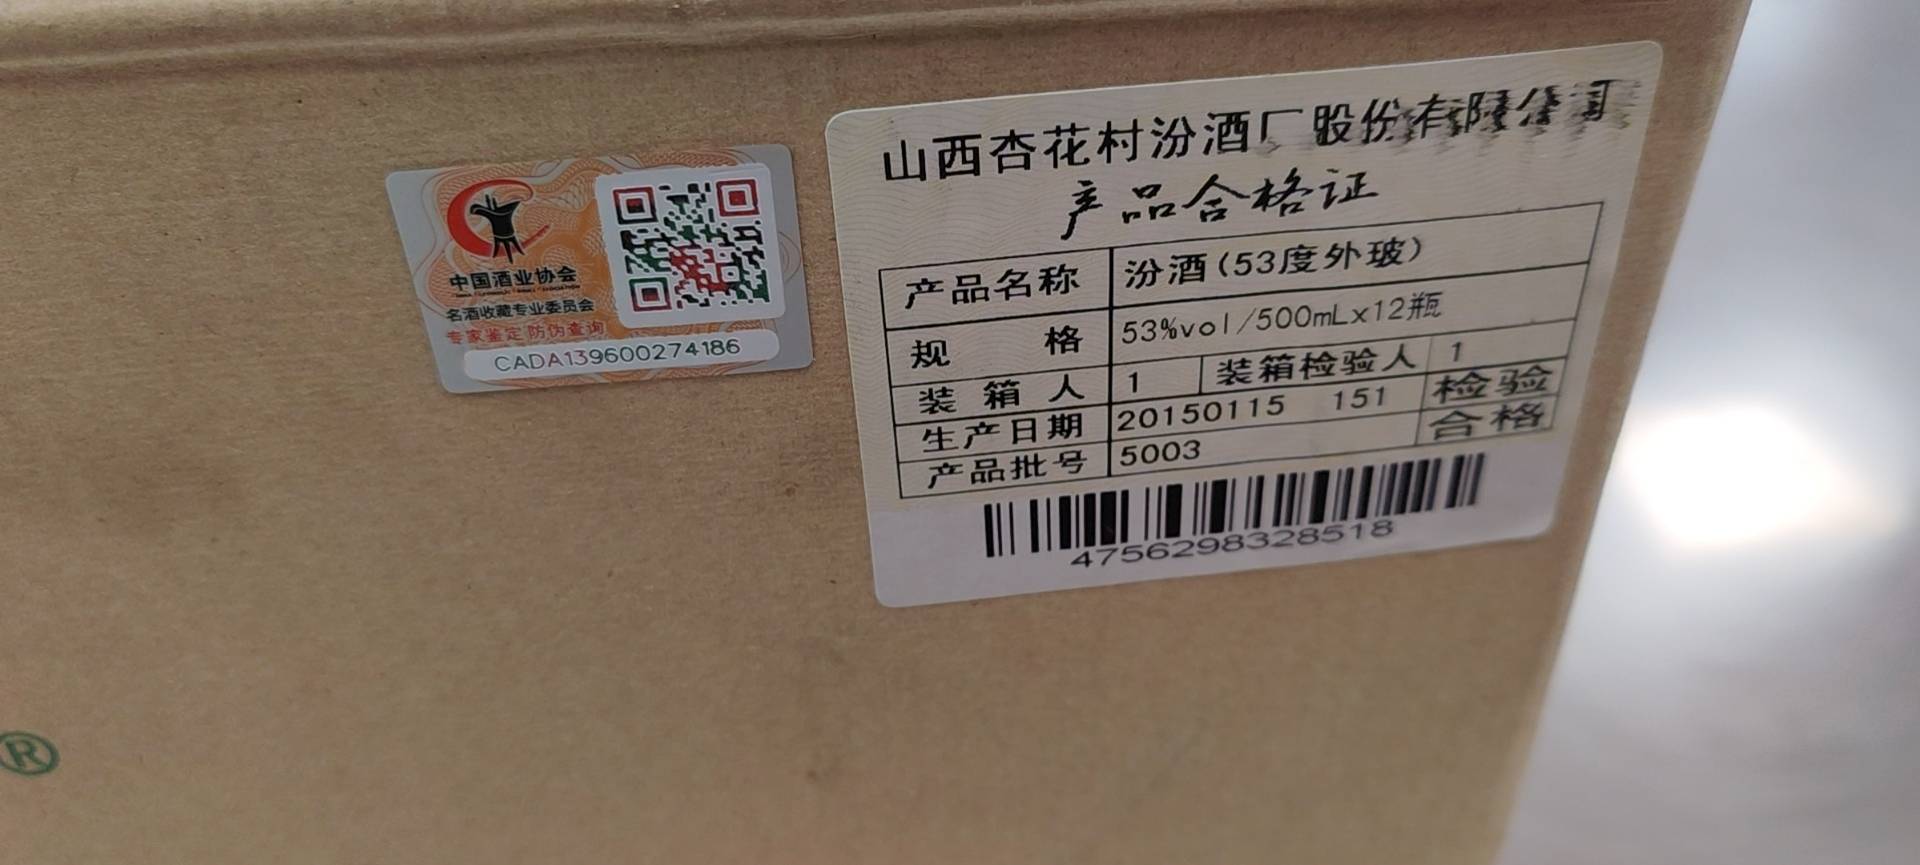 中国酒业协会
名酒收藏专业委员会
专家鉴定 防伪查询
CADA139600274186
山西杏花村汾酒厂股份有限公司
产品合格证
产品名称 汾酒(53度外玻)
规格 53%vol/500mLx12瓶
装箱人 1 装箱检验人 1
生产日期 20150115 151 检验
产品批号 5003 合格
4756298328518
®